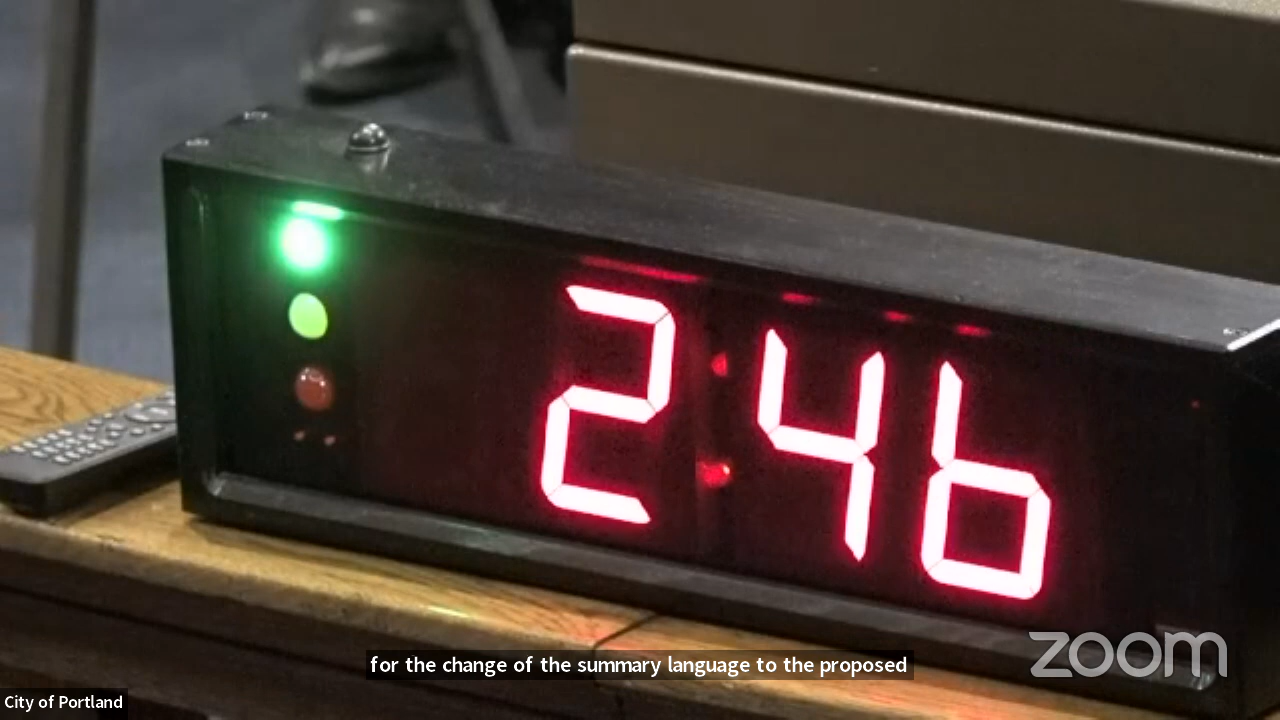 2:46
zoom
for the change of the summary language to the proposed
City of Portland